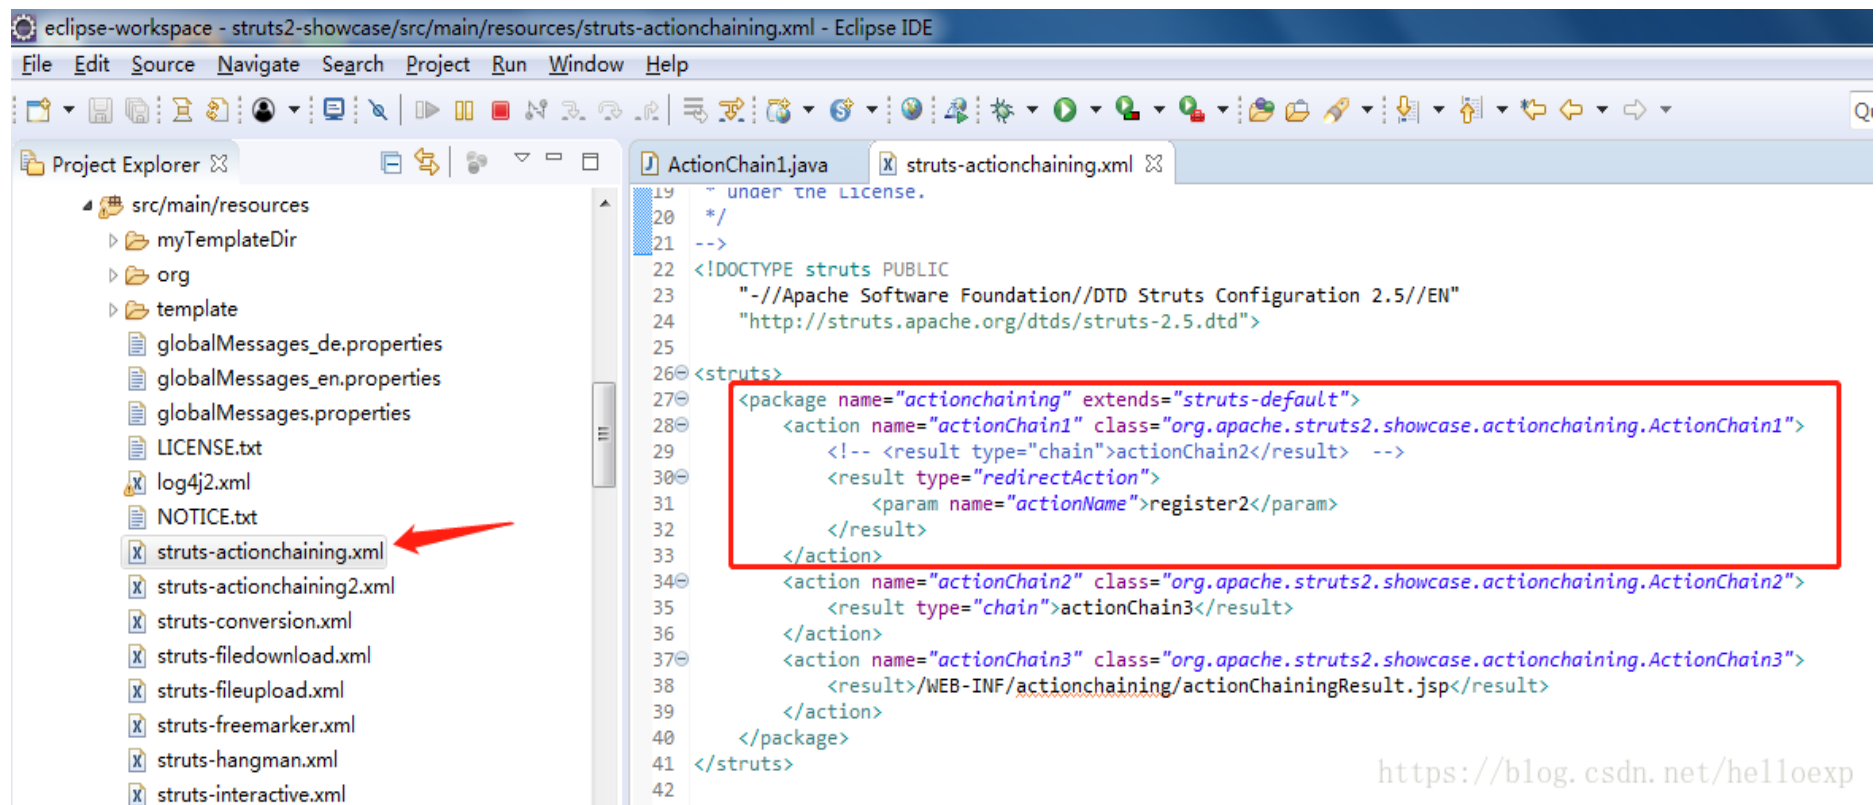 eclipse-workspace - struts2-showcase/src/main/resources/struts-actionchaining.xml - Eclipse IDE
File Edit Source Navigate Search Project Run Window Help
Qu
Project Explorer
src/main/resources
myTemplateDir
org
template
globalMessages_de.properties
globalMessages_en.properties
globalMessages.properties
LICENSE.txt
log4j2.xml
NOTICE.txt
struts-actionchaining.xml
struts-actionchaining2.xml
struts-conversion.xml
struts-filedownload.xml
struts-fileupload.xml
struts-freemarker.xml
struts-hangman.xml
struts-interactive.xml
ActionChain1.java struts-actionchaining.xml
19 * under the License.
20 */
21 -->
22 <!DOCTYPE struts PUBLIC
23 "-//Apache Software Foundation//DTD Struts Configuration 2.5//EN"
24 "http://struts.apache.org/dtds/struts-2.5.dtd">
25
26 <struts>
27 <package name="actionchaining" extends="struts-default">
28 <action name="actionChain1" class="org.apache.struts2.showcase.actionchaining.ActionChain1">
29 <!-- <result type="chain">actionChain2</result> -->
30 <result type="redirectAction">
31 <param name="actionName">register2</param>
32 </result>
33 </action>
34 <action name="actionChain2" class="org.apache.struts2.showcase.actionchaining.ActionChain2">
35 <result type="chain">actionChain3</result>
36 </action>
37 <action name="actionChain3" class="org.apache.struts2.showcase.actionchaining.ActionChain3">
38 <result>/WEB-INF/actionchaining/actionChainingResult.jsp</result>
39 </action>
40 </package>
41 </struts>
42
https://blog.csdn.net/helloexp